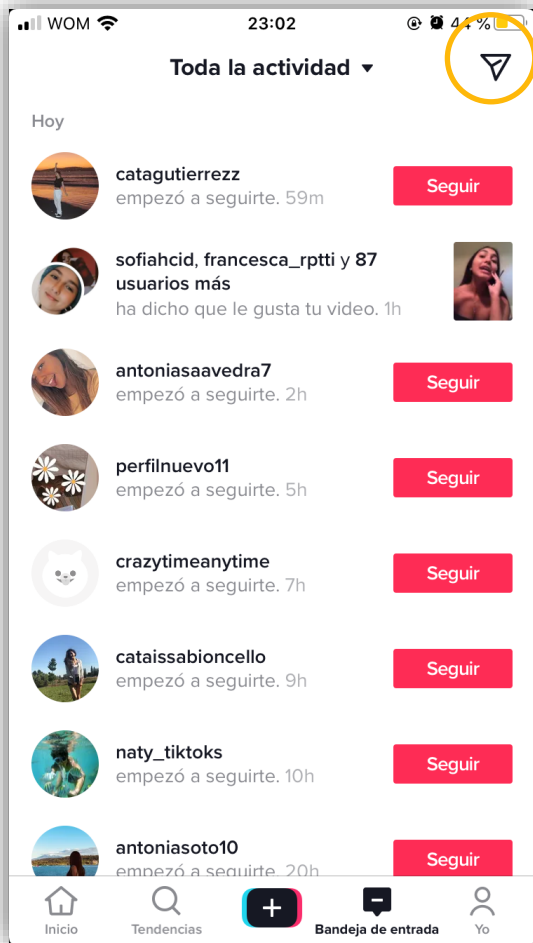 WOM 23:02 44 %
Toda la actividad
Hoy
catagutierrezz
empezó a seguirte. 59m
Seguir
sofiahcid, francesca_rptti y 87
usuarios más
ha dicho que le gusta tu video. 1h
antoniasaavedra7
empezó a seguirte. 2h
Seguir
perfilnuevo11
empezó a seguirte. 5h
Seguir
crazytimeanytime
empezó a seguirte. 7h
Seguir
cataissabioncello
empezó a seguirte. 9h
Seguir
naty_tiktoks
empezó a seguirte. 10h
Seguir
antoniasoto10
empezó a seguirte. 20h
Seguir
Inicio
Tendencias
Bandeja de entrada
Yo